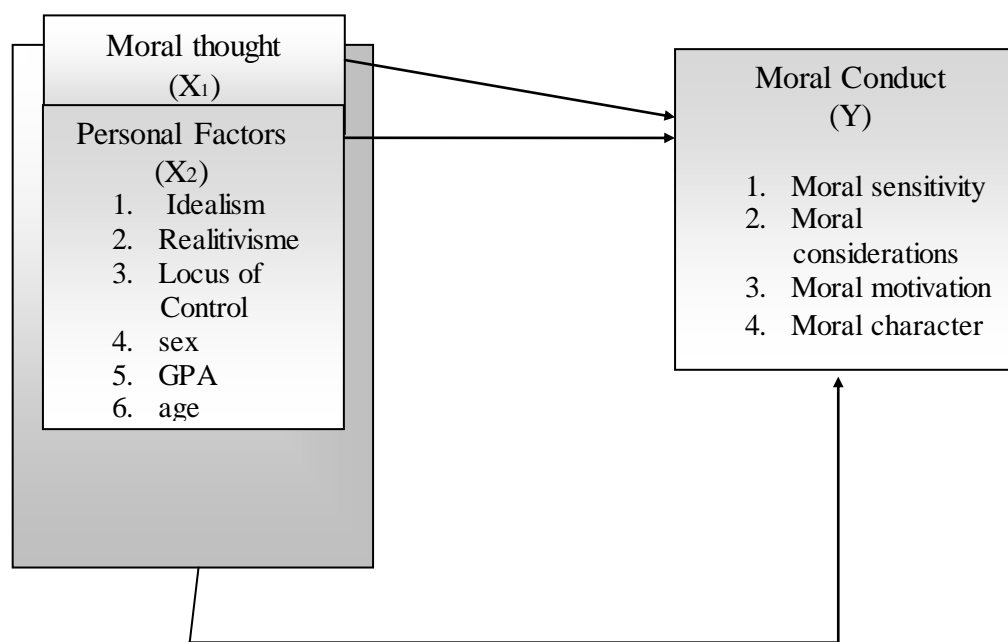 Moral thought
(X1)
Personal Factors
(X2)
1. Idealism
2. Realitivisme
3. Locus of
Control
4. sex
5. GPA
6. age
Moral Conduct
(Y)
1. Moral sensitivity
2. Moral
considerations
3. Moral motivation
4. Moral character